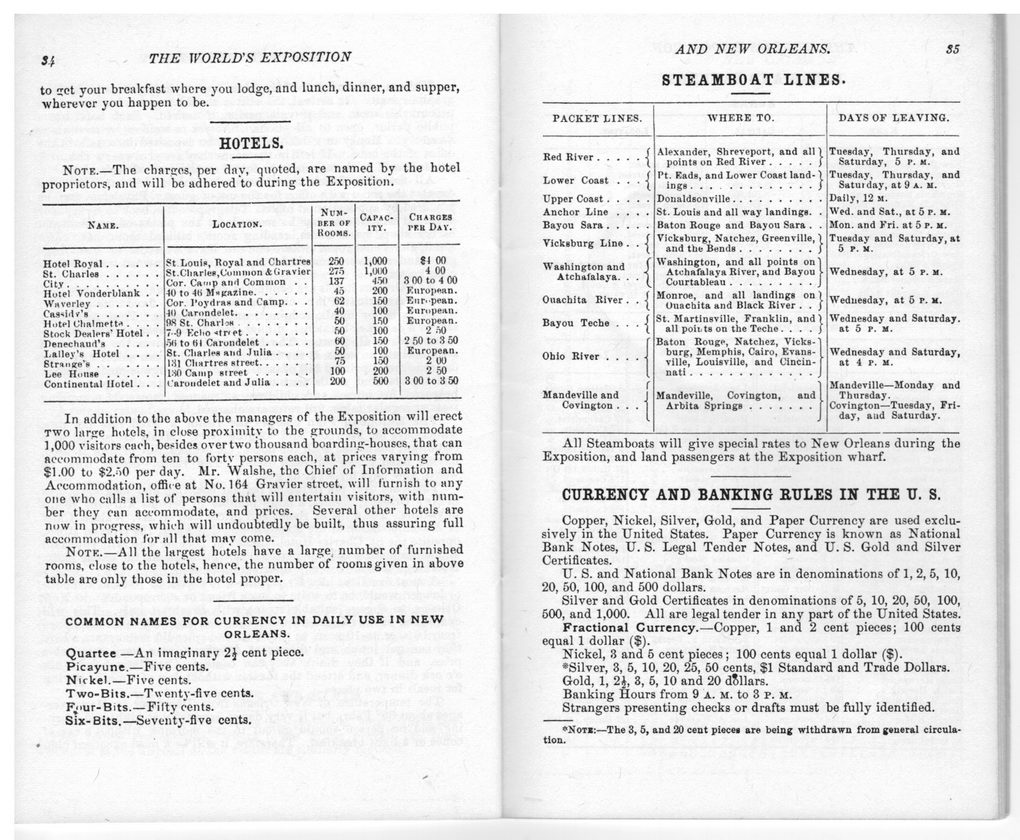 34 THE WORLD'S EXPOSITION
to get your breakfast where you lodge, and lunch, dinner, and supper,
wherever you happen to be.
HOTELS.
NOTE.—The charges, per day, quoted, are named by the hotel
proprietors, and will be adhered to during the Exposition.
NAME. LOCATION. NUMBER OF ROOMS. CAPACITY. CHARGES PER DAY.
Hotel Royal . . . . . . St Louis, Royal and Chartres 250 1,000 $4 00
St. Charles . . . . . . St. Charles, Common & Gravier 275 1,000 4 00
City . . . . . . . . . Cor. Camp and Common . . 137 450 3 00 to 4 00
Hotel Vonderblank . . 40 to 46 Magazine. . . . . . 45 200 European.
Waverley . . . . . . . Cor. Poydras and Camp. . . 62 150 European.
Cassidy's . . . . . . . 40 Carondelet. . . . . . . . 40 100 European.
Hotel Chalmette . . . . 98 St. Charles . . . . . . . 50 150 European.
Stock Dealers' Hotel . . 7-9 Echo street . . . . . . 50 100 2 50
Denechaud's . . . . . 56 to 64 Carondelet . . . . . 60 150 2 50 to 3 50
Lalley's Hotel . . . . St. Charles and Julia . . . . 50 100 European.
Strange's . . . . . . . 131 Chartres street. . . . . . 75 150 2 00
Lee House . . . . . . . 130 Camp street . . . . . . 100 200 2 50
Continental Hotel . . . Carondelet and Julia . . . . 200 500 3 00 to 3 50
In addition to the above the managers of the Exposition will erect
TWO large hotels, in close proximity to the grounds, to accommodate
1,000 visitors each, besides over two thousand boarding-houses, that can
accommodate from ten to forty persons each, at prices varying from
$1.00 to $2.50 per day. Mr. Walshe, the Chief of Information and
Accommodation, office at No. 164 Gravier street, will furnish to any
one who calls a list of persons that will entertain visitors, with num-
ber they can accommodate, and prices. Several other hotels are
now in progress, which will undoubtedly be built, thus assuring full
accommodation for all that may come.
NOTE.—All the largest hotels have a large number of furnished
rooms, close to the hotels, hence, the number of rooms given in above
table are only those in the hotel proper.
COMMON NAMES FOR CURRENCY IN DAILY USE IN NEW
ORLEANS.
Quartee —An imaginary 2½ cent piece.
Picayune.—Five cents.
Nickel.—Five cents.
Two-Bits.—Twenty-five cents.
Four-Bits.—Fifty cents.
Six-Bits.—Seventy-five cents.
AND NEW ORLEANS. 35
STEAMBOAT LINES.
PACKET LINES. WHERE TO. DAYS OF LEAVING.
Red River . . . . . Alexander, Shreveport, and all points on Red River . . . . . Tuesday, Thursday, and Saturday, 5 P. M.
Lower Coast . . . Pt. Eads, and Lower Coast landings. . . . . . . . . . . . Tuesday, Thursday, and Saturday, at 9 A. M.
Upper Coast . . . . . Donaldsonville . . . . . . . . . . Daily, 12 M.
Anchor Line . . . . St. Louis and all way landings. . Wed. and Sat., at 5 P. M.
Bayou Sara . . . . . Baton Rouge and Bayou Sara . . Mon. and Fri. at 5 P. M.
Vicksburg Line . . Vicksburg, Natchez, Greenville, and the Bends . . . . . . . . Tuesday and Saturday, at 5 P. M.
Washington and Atchafalaya. . . Washington, and all points on Atchafalaya River, and Bayou Courtableau . . . . . . . . . Wednesday, at 5 P. M.
Ouachita River. . Monroe, and all landings on Ouachita and Black River . . Wednesday, at 5 P. M.
Bayou Teche . . . St. Martinsville, Franklin, and all points on the Teche. . . . Wednesday and Saturday. at 5 P. M.
Ohio River . . . . Baton Rouge, Natchez, Vicksburg, Memphis, Cairo, Evansville, Louisville, and Cincinnati . . . . . . . . . . . . . Wednesday and Saturday, at 4 P. M.
Mandeville and Covington . . . Mandeville, Covington, and Arbita Springs . . . . . . . Mandeville—Monday and Thursday. Covington—Tuesday, Friday, and Saturday.
All Steamboats will give special rates to New Orleans during the
Exposition, and land passengers at the Exposition wharf.
CURRENCY AND BANKING RULES IN THE U. S.
Copper, Nickel, Silver, Gold, and Paper Currency are used exclu-
sively in the United States. Paper Currency is known as National
Bank Notes, U. S. Legal Tender Notes, and U. S. Gold and Silver
Certificates.
U. S. and National Bank Notes are in denominations of 1, 2, 5, 10,
20, 50, 100, and 500 dollars.
Silver and Gold Certificates in denominations of 5, 10, 20, 50, 100,
500, and 1,000. All are legal tender in any part of the United States.
Fractional Currency.—Copper, 1 and 2 cent pieces; 100 cents
equal 1 dollar ($).
Nickel, 3 and 5 cent pieces; 100 cents equal 1 dollar ($).
*Silver, 3, 5, 10, 20, 25, 50 cents, $1 Standard and Trade Dollars.
Gold, 1, 2½, 3, 5, 10 and 20 dollars.
Banking Hours from 9 A. M. to 3 P. M.
Strangers presenting checks or drafts must be fully identified.
*NOTE:—The 3, 5, and 20 cent pieces are being withdrawn from general circula-
tion.